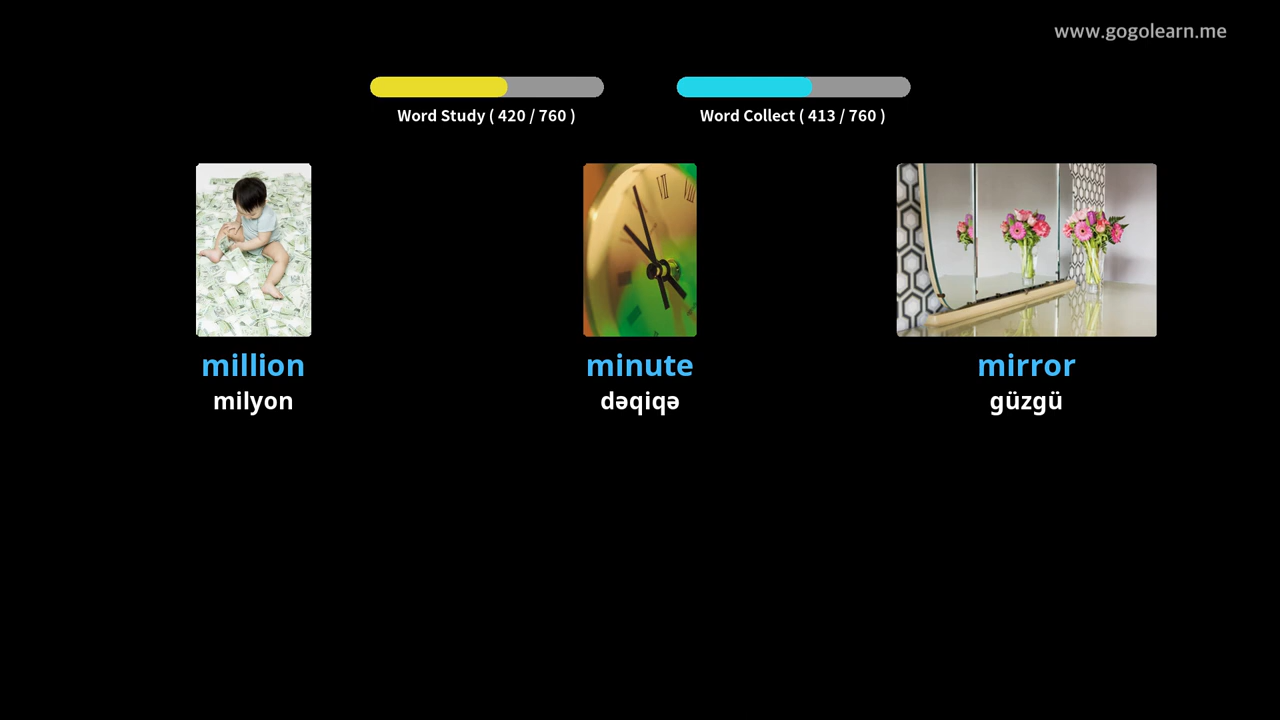 www.gogolearn.me
Word Study ( 420 / 760 )
Word Collect ( 413 / 760 )
million
minute
mirror
milyon
dəqiqə
güzgü